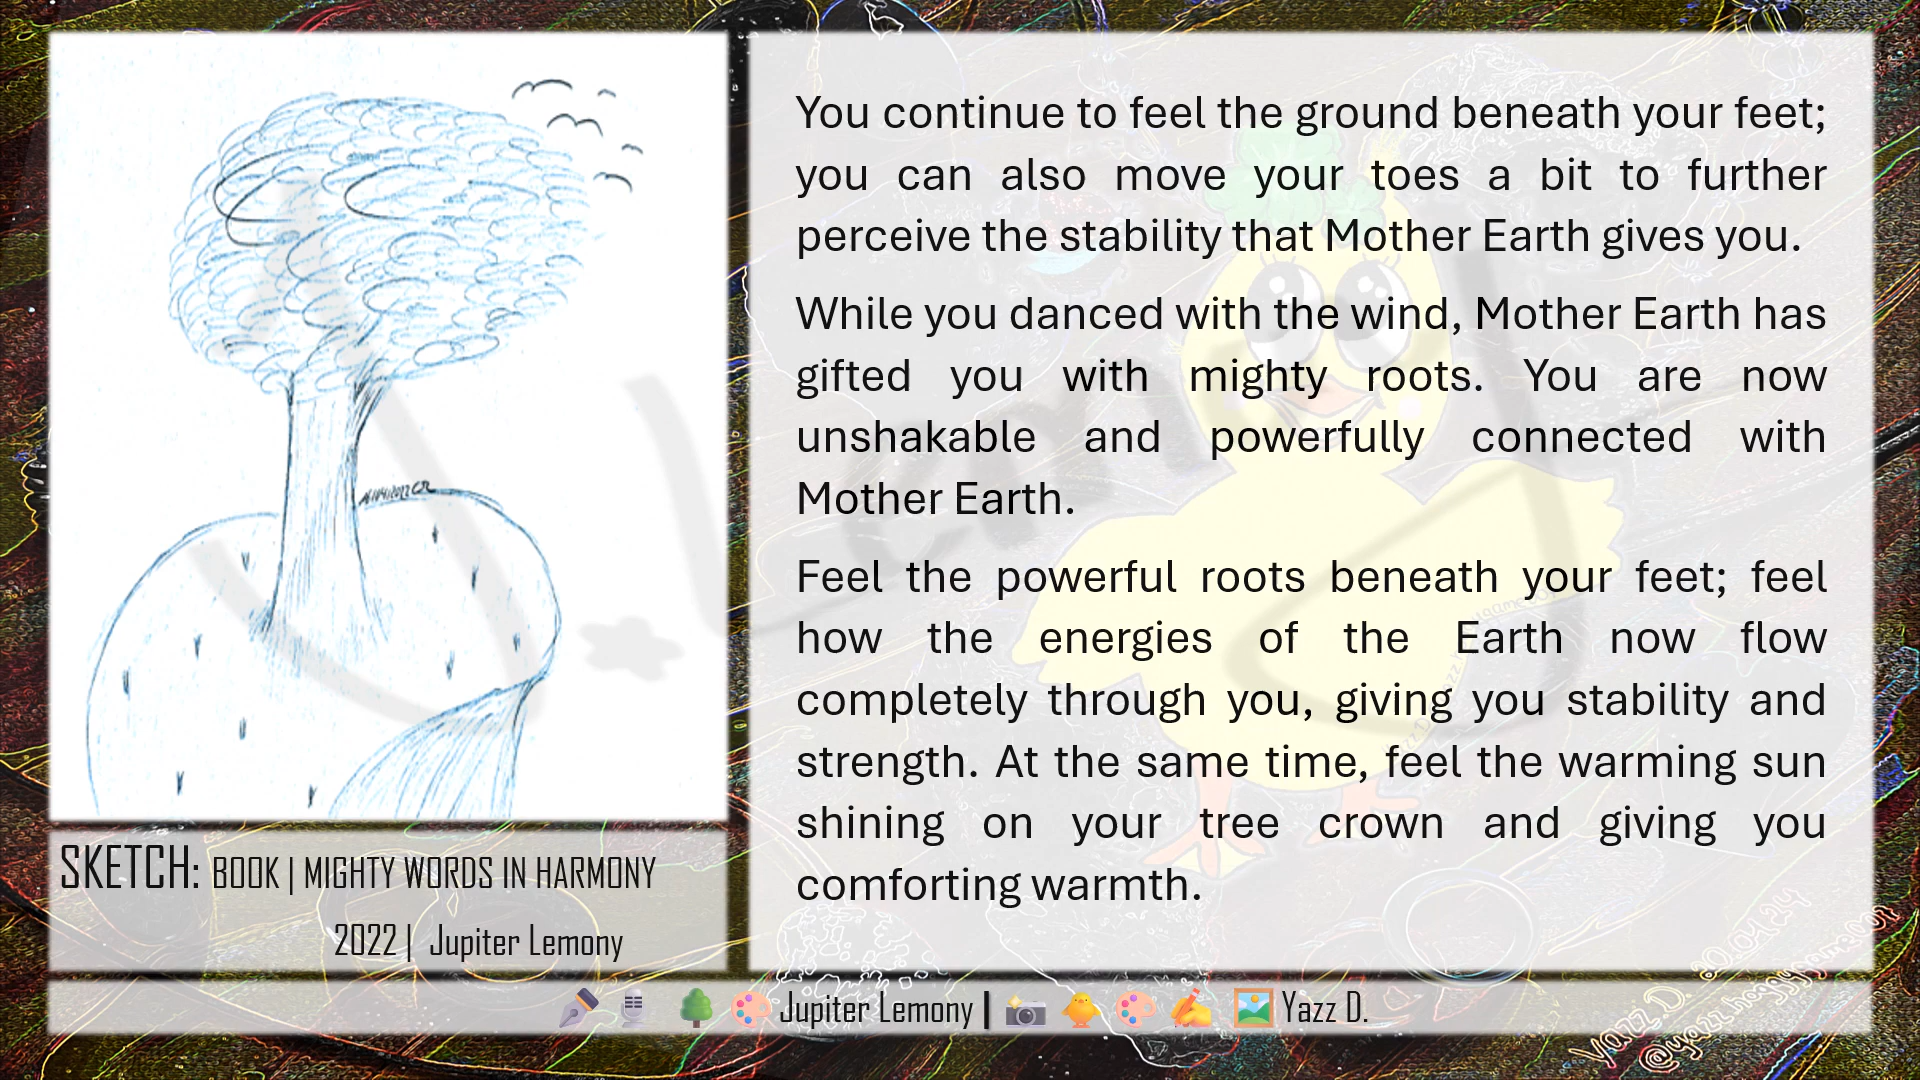 You continue to feel the ground beneath your feet;
you can also move your toes a bit to further
perceive the stability that Mother Earth gives you.
While you danced with the wind, Mother Earth has
gifted you with mighty roots. You are now
unshakable and powerfully connected with
Mother Earth.
Feel the powerful roots beneath your feet; feel
how the energies of the Earth now flow
completely through you, giving you stability and
strength. At the same time, feel the warming sun
shining on your tree crown and giving you
comforting warmth.
SKETCH: BOOK | MIGHTY WORDS IN HARMONY
2022 | Jupiter Lemony
Jupiter Lemony | Yazz D.
J. Lemony
Yazz D. 20.04.24